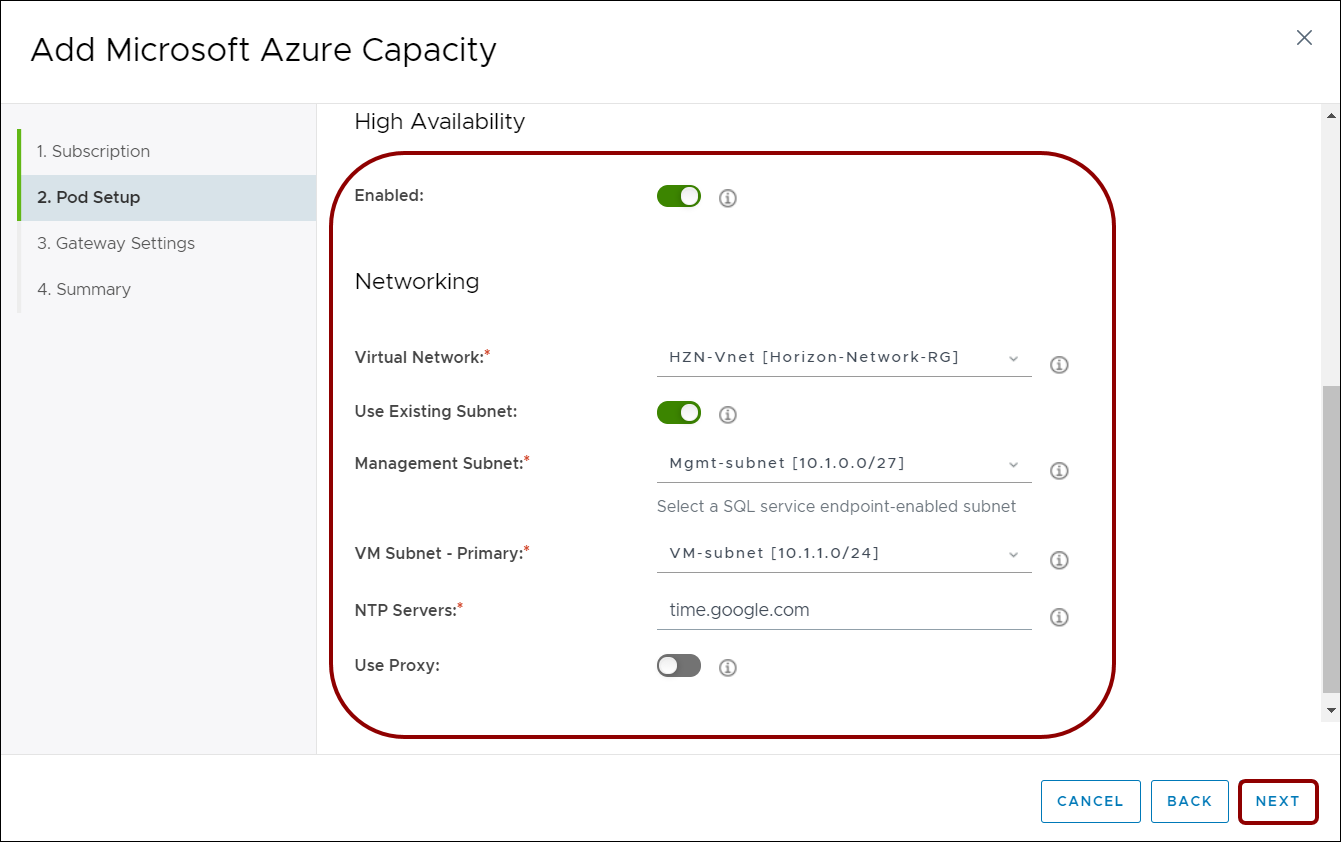 Add Microsoft Azure Capacity
1. Subscription
2. Pod Setup
3. Gateway Settings
4. Summary
High Availability
Enabled:
Networking
Virtual Network:* HZN-Vnet [Horizon-Network-RG]
Use Existing Subnet:
Management Subnet:* Mgmt-subnet [10.1.0.0/27]
Select a SQL service endpoint-enabled subnet
VM Subnet - Primary:* VM-subnet [10.1.1.0/24]
NTP Servers:* time.google.com
Use Proxy:
CANCEL BACK NEXT